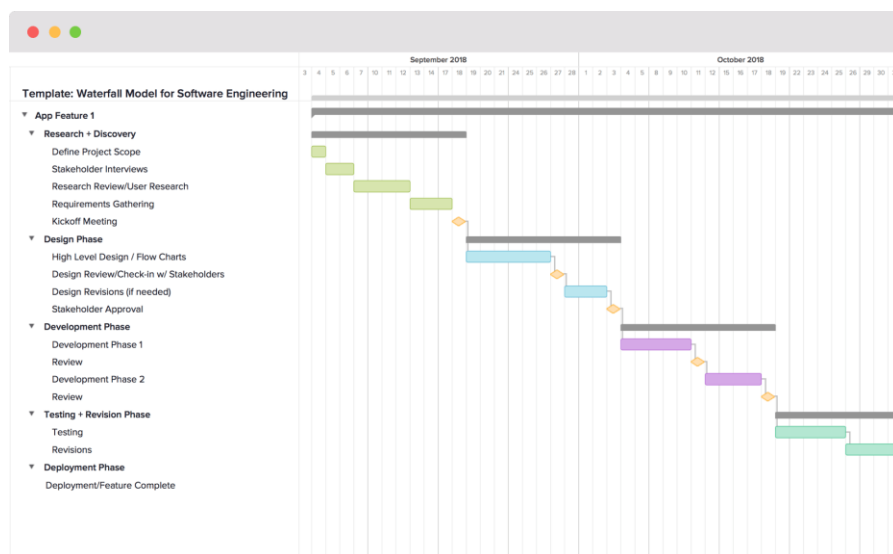 September 2018 October 2018
3 4 5 6 7 10 11 12 13 14 17 18 19 20 21 24 25 26 27 28 1 2 3 4 5 8 9 10 11 12 15 16 17 18 19 22 23 24 25 26 29 30
Template: Waterfall Model for Software Engineering
App Feature 1
Research + Discovery
Define Project Scope
Stakeholder Interviews
Research Review/User Research
Requirements Gathering
Kickoff Meeting
Design Phase
High Level Design / Flow Charts
Design Review/Check-in w/ Stakeholders
Design Revisions (if needed)
Stakeholder Approval
Development Phase
Development Phase 1
Review
Development Phase 2
Review
Testing + Revision Phase
Testing
Revisions
Deployment Phase
Deployment/Feature Complete